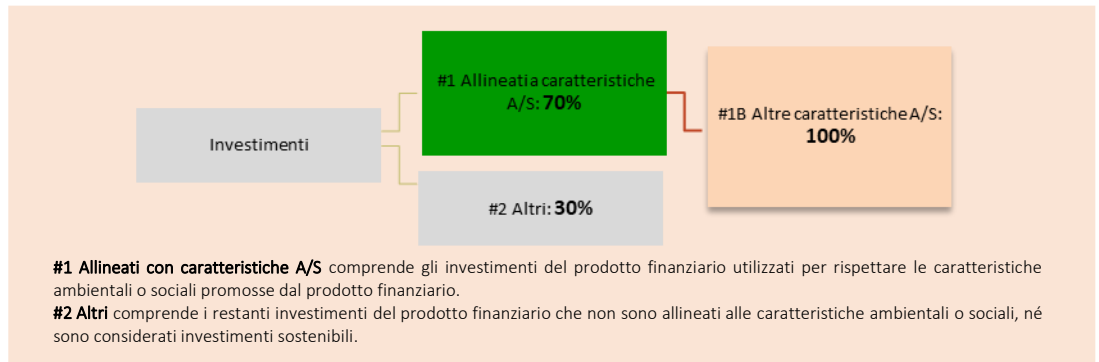 #1 Allineati a caratteristiche
A/S: 70%
#1B Altre caratteristiche A/S:
100%
Investimenti
#2 Altri: 30%
#1 Allineati con caratteristiche A/S comprende gli investimenti del prodotto finanziario utilizzati per rispettare le caratteristiche
ambientali o sociali promosse dal prodotto finanziario.
#2 Altri comprende i restanti investimenti del prodotto finanziario che non sono allineati alle caratteristiche ambientali o sociali, né
sono considerati investimenti sostenibili.